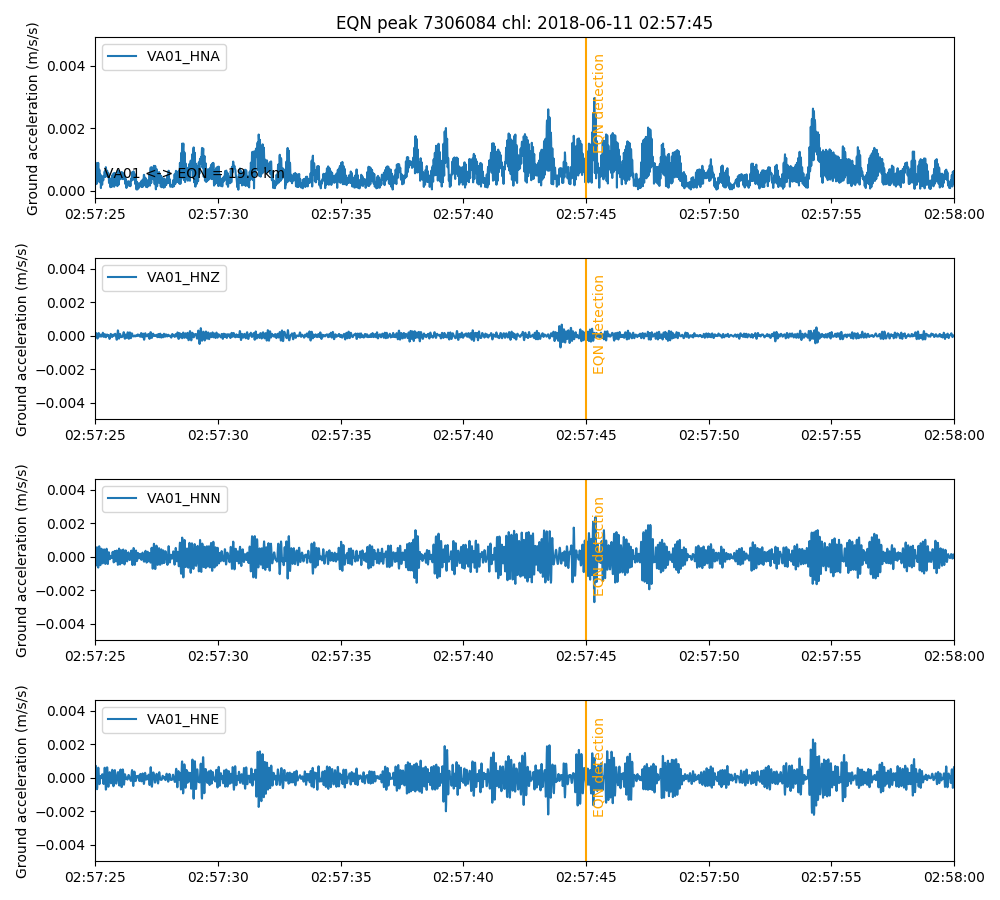 EQN peak 7306084 chl: 2018-06-11 02:57:45
Ground acceleration (m/s/s)
0.004
0.002
0.000
VA01_HNA
VA01 <-> EQN = 19.6 km
EQN detection
02:57:25 02:57:30 02:57:35 02:57:40 02:57:45 02:57:50 02:57:55 02:58:00
Ground acceleration (m/s/s)
0.004
0.002
0.000
−0.002
−0.004
VA01_HNZ
EQN detection
02:57:25 02:57:30 02:57:35 02:57:40 02:57:45 02:57:50 02:57:55 02:58:00
Ground acceleration (m/s/s)
0.004
0.002
0.000
−0.002
−0.004
VA01_HNN
EQN detection
02:57:25 02:57:30 02:57:35 02:57:40 02:57:45 02:57:50 02:57:55 02:58:00
Ground acceleration (m/s/s)
0.004
0.002
0.000
−0.002
−0.004
VA01_HNE
EQN detection
02:57:25 02:57:30 02:57:35 02:57:40 02:57:45 02:57:50 02:57:55 02:58:00